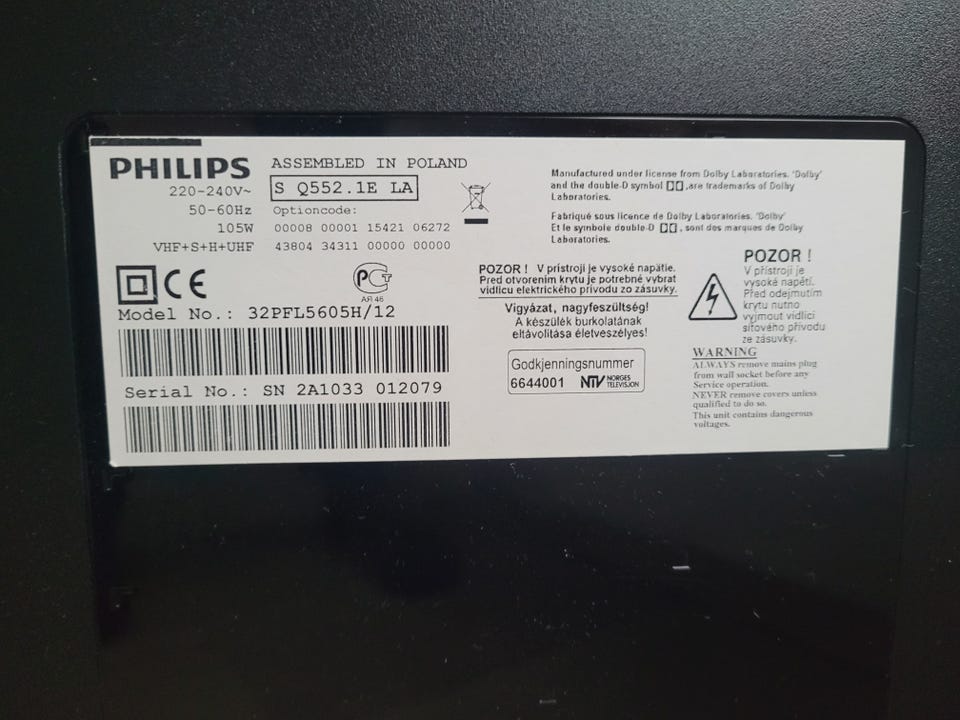 PHILIPS
ASSEMBLED IN POLAND
220-240V~
S Q552.1E LA
50-60Hz
Optioncode:
105W
00008 00001 15421 06272
VHF+S+H+UHF
43804 34311 00000 00000
CE
АЯ 46
Model No.: 32PFL5605H/12
Serial No.: SN 2A1033 012079
Manufactured under license from Dolby Laboratories. 'Dolby'
and the double-D symbol ,are trademarks of Dolby
Laboratories.
Fabriqué sous licence de Dolby Laboratories. 'Dolby'
Et le symbole double-D , sont des marques de Dolby
Laboratories.
POZOR ! V prístroji je vysoké napätie.
Pred otvorením krytu je potrebné vybrat
vidlicu elektrického prívodu zo zásuvky.
Vigyázat, nagyfeszültség!
A készülék burkolatának
eltávolitása életveszélyes!
Godkjenningsnummer
6644001 NTV NORGES
TELEVISJON
POZOR !
V přístroji je
vysoké napětí.
Před odejmutím
krytu nutno
vyjmout vidlici
síťového přívodu
ze zásuvky.
WARNING
ALWAYS remove mains plug
from wall socket before any
Service operation.
NEVER remove covers unless
qualified to do so.
This unit contains dangerous
voltages.